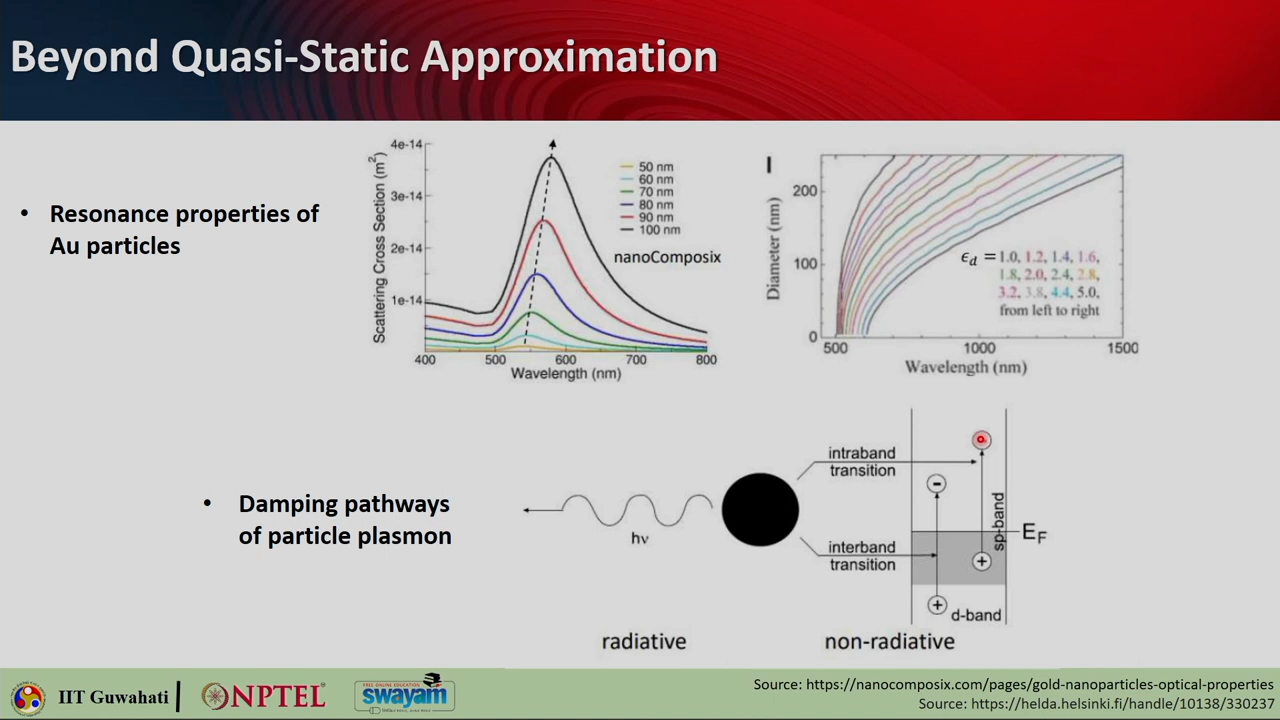 Beyond Quasi-Static Approximation
• Resonance properties of
Au particles
Scattering Cross Section (m²)
4e-14
3e-14
2e-14
1e-14
400
500
600
700
800
Wavelength (nm)
50 nm
60 nm
70 nm
80 nm
90 nm
100 nm
nanoComposix
I
Diameter (nm)
200
100
0
500
1000
1500
Wavelength (nm)
ϵd = 1.0, 1.2, 1.4, 1.6,
1.8, 2.0, 2.4, 2.8,
3.2, 3.8, 4.4, 5.0,
from left to right
• Damping pathways
of particle plasmon
hν
intraband
transition
interband
transition
−
+
+
sp-band
EF
d-band
radiative
non-radiative
IIT Guwahati
NPTEL
FREE ONLINE EDUCATION
swayam
Source: https://nanocomposix.com/pages/gold-nanoparticles-optical-properties
Source: https://helda.helsinki.fi/handle/10138/330237